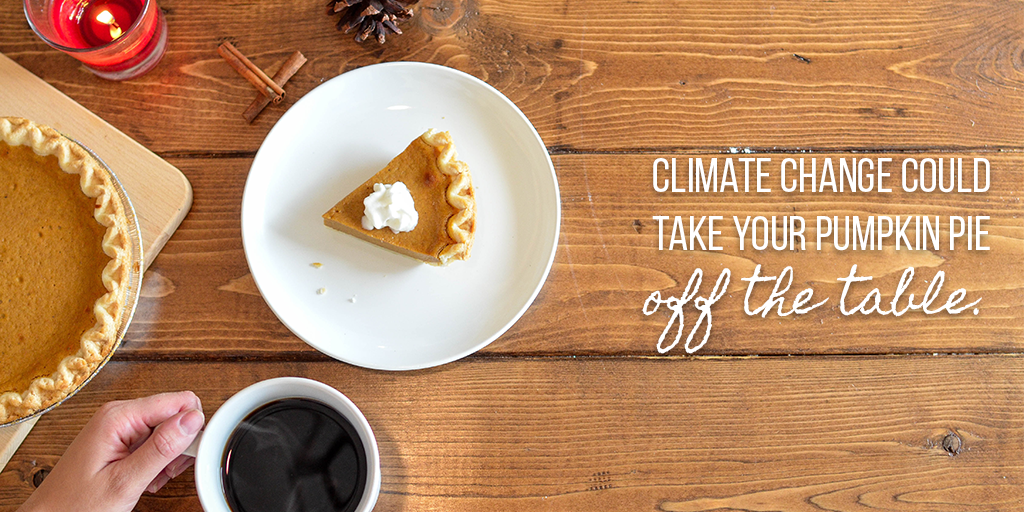 CLIMATE CHANGE COULD
TAKE YOUR PUMPKIN PIE
off the table.